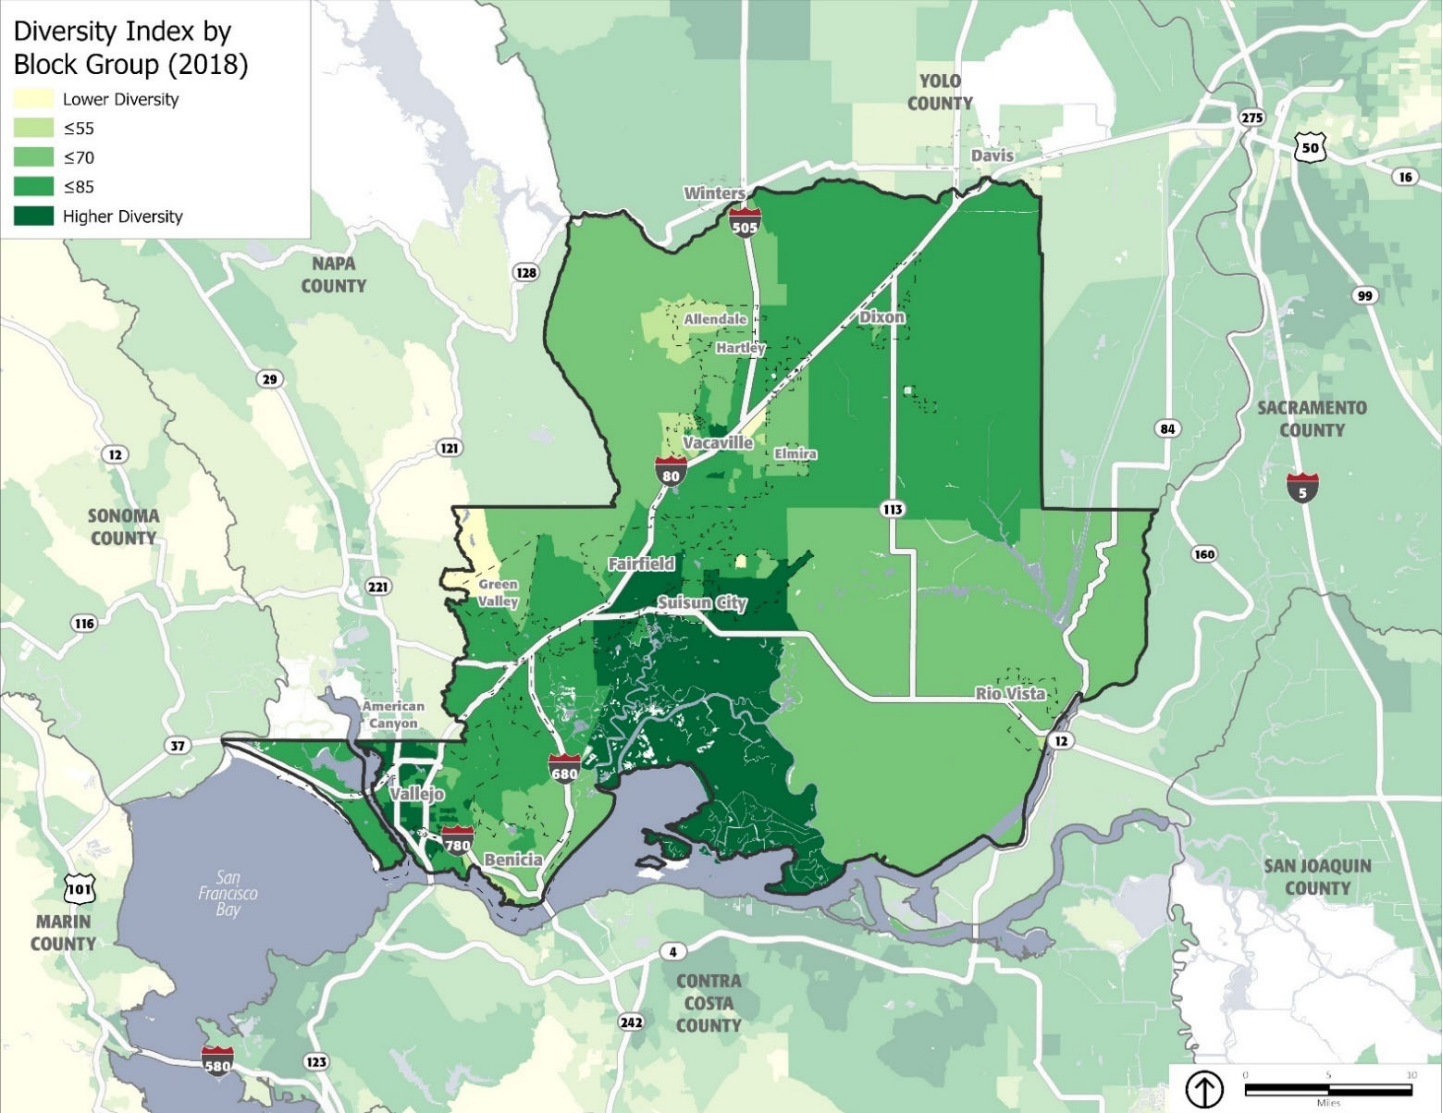 Diversity Index by
Block Group (2018)
Lower Diversity
≤55
≤70
≤85
Higher Diversity
YOLO
COUNTY
275
50
Davis
16
Winters
505
NAPA
COUNTY
128
99
Allendale
Dixon
Hartley
29
SACRAMENTO
COUNTY
84
12
121
Vacaville
Elmira
80
5
SONOMA
COUNTY
113
160
Fairfield
221
Green
Valley
Suisun City
116
Rio Vista
American
Canyon
37
12
680
Vallejo
780
Benicia
San
Francisco
Bay
101
MARIN
COUNTY
SAN JOAQUIN
COUNTY
4
CONTRA
COSTA
COUNTY
242
580
123
0 5 10
Miles